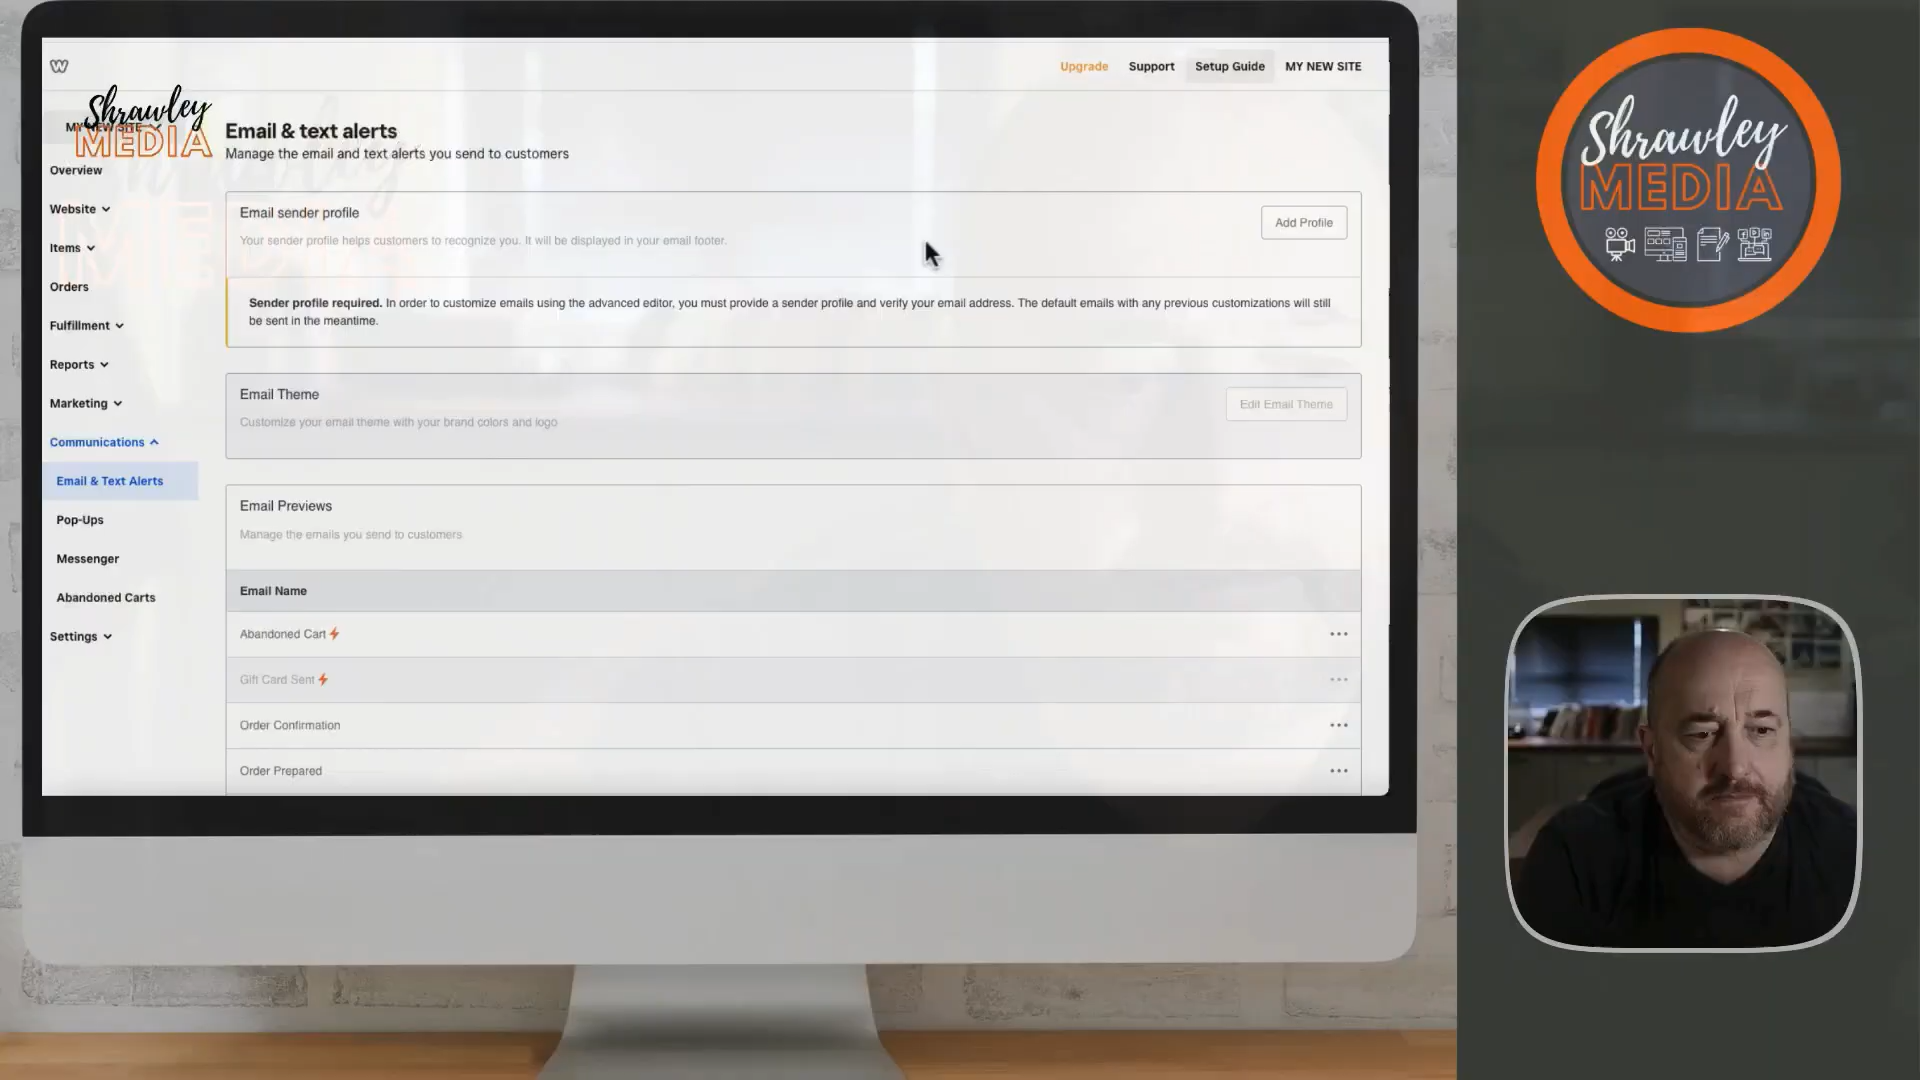 Upgrade
Support
Setup Guide
MY NEW SITE
Shrawley
MEDIA
MY NEW SITE
Overview
Website
Items
Orders
Fulfillment
Reports
Marketing
Communications
Email & Text Alerts
Pop-Ups
Messenger
Abandoned Carts
Settings
Email & text alerts
Manage the email and text alerts you send to customers
Email sender profile
Add Profile
Your sender profile helps customers to recognize you. It will be displayed in your email footer.
Sender profile required. In order to customize emails using the advanced editor, you must provide a sender profile and verify your email address. The default emails with any previous customizations will still
be sent in the meantime.
Email Theme
Edit Email Theme
Customize your email theme with your brand colors and logo
Email Previews
Manage the emails you send to customers
Email Name
Abandoned Cart
Gift Card Sent
Order Confirmation
Order Prepared
Shrawley
MEDIA